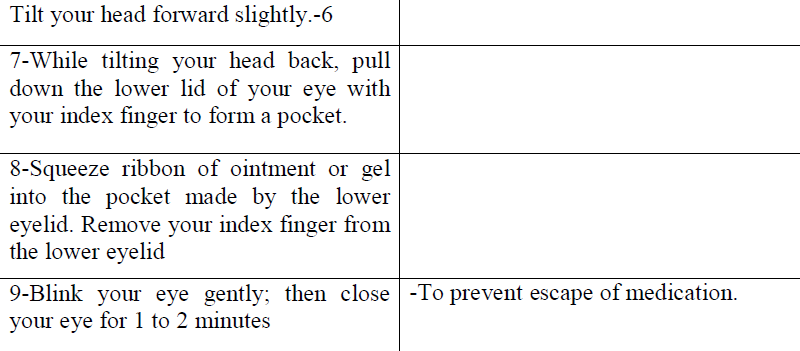 Tilt your head forward slightly.-6
7-While tilting your head back, pull
down the lower lid of your eye with
your index finger to form a pocket.
8-Squeeze ribbon of ointment or gel
into the pocket made by the lower
eyelid. Remove your index finger from
the lower eyelid
9-Blink your eye gently; then close
your eye for 1 to 2 minutes
-To prevent escape of medication.